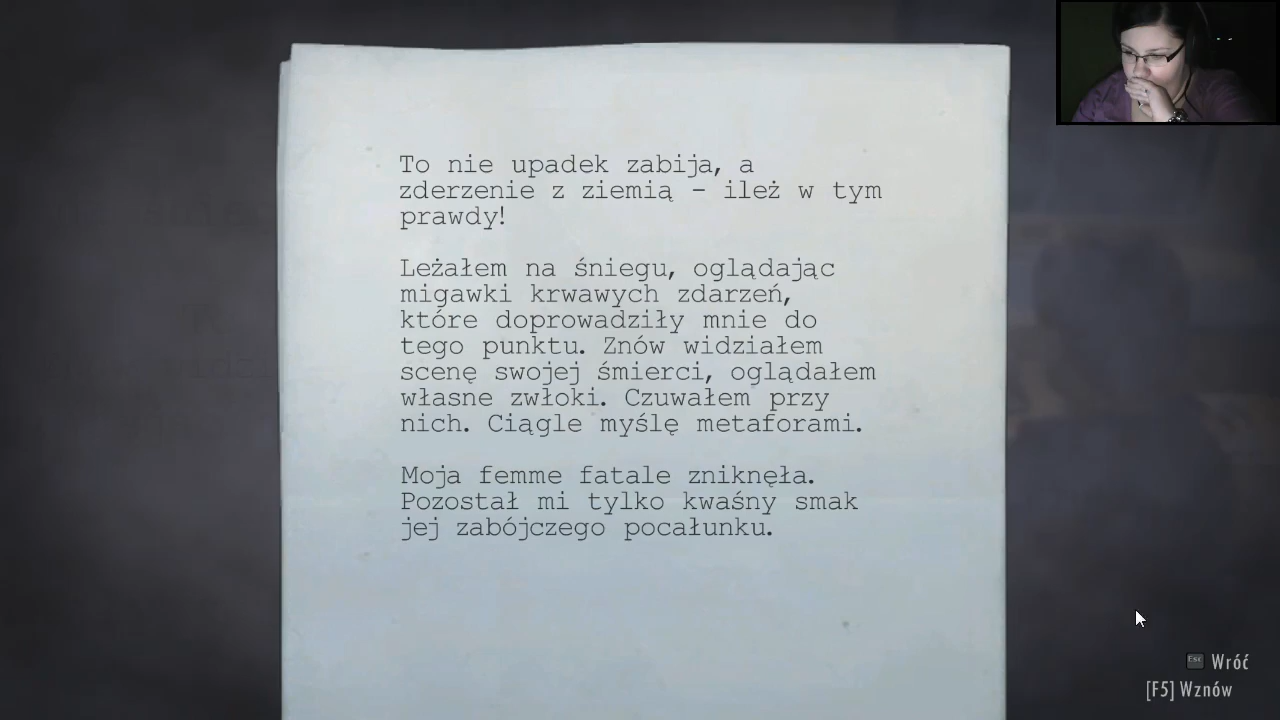 To nie upadek zabija, a
zderzenie z ziemią - ileż w tym
prawdy!
Leżałem na śniegu, oglądając
migawki krwawych zdarzeń,
które doprowadziły mnie do
tego punktu. Znów widziałem
scenę swojej śmierci, oglądałem
własne zwłoki. Czuwałem przy
nich. Ciągle myślę metaforami.
Moja femme fatale zniknęła.
Pozostał mi tylko kwaśny smak
jej zabójczego pocałunku.
Esc Wróć
[F5] Wznów